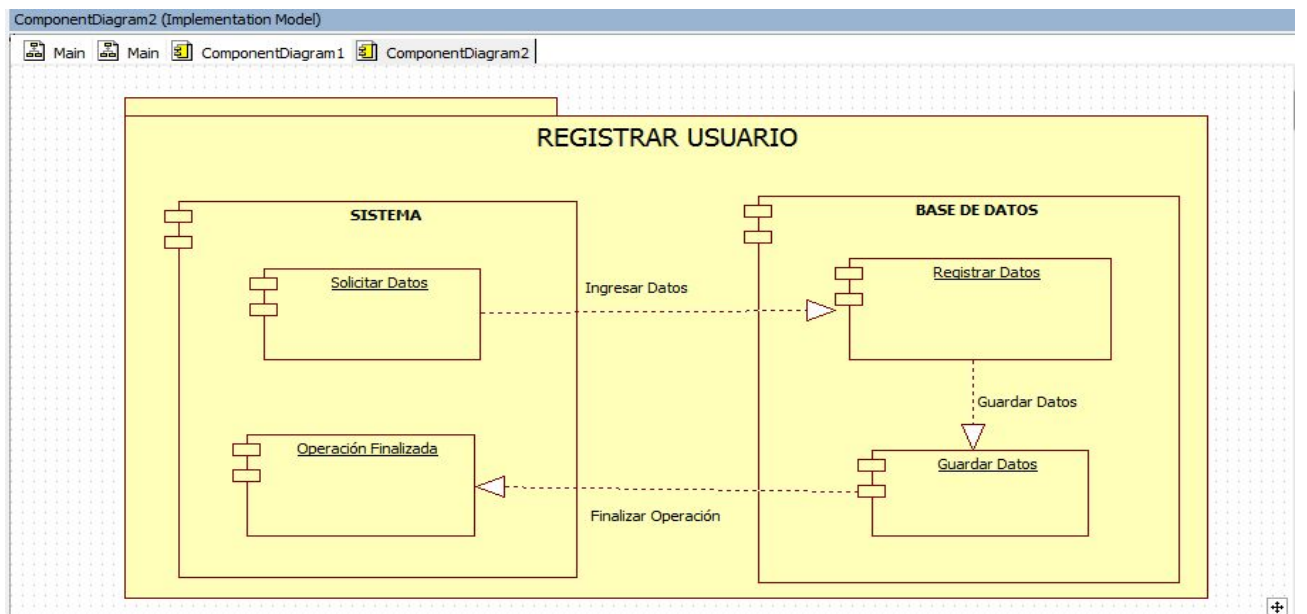 ComponentDiagram2 (Implementation Model)
Main Main ComponentDiagram1 ComponentDiagram2
REGISTRAR USUARIO
SISTEMA
Solicitar Datos
Ingresar Datos
BASE DE DATOS
Registrar Datos
Guardar Datos
Guardar Datos
Finalizar Operación
Operación Finalizada